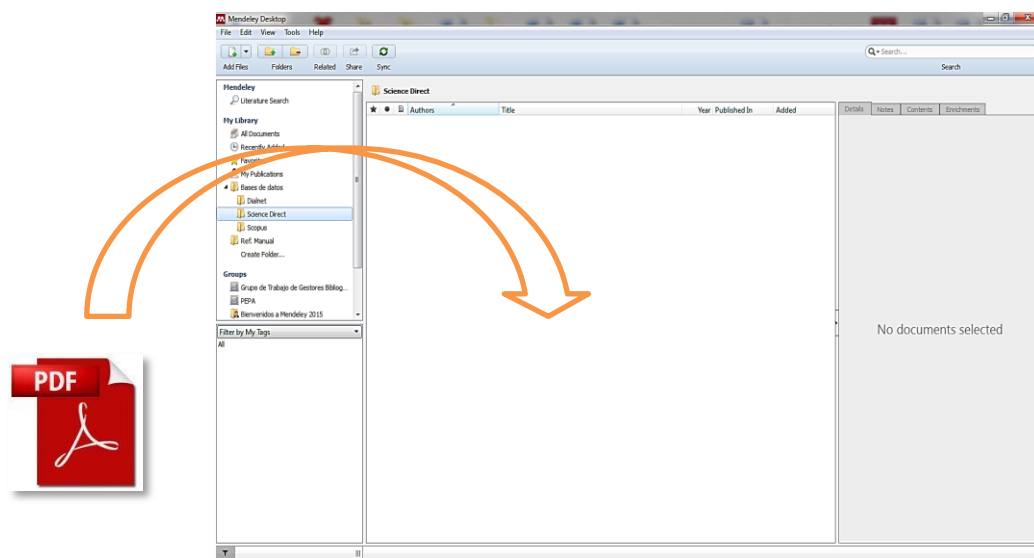 Mendeley Desktop
File Edit View Tools Help
Add Files Folders Related Share Sync
Search...
Search
Mendeley
Literature Search
My Library
All Documents
Recently Added
My Publications
Bases de datos
Dialnet
Science Direct
Scopus
Ref. Manual
Create Folder...
Groups
Grupo de Trabajo de Gestores Bibliog...
PEPA
Bienvenidos a Mendeley 2015
Filter by My Tags
All
Science Direct
Authors Title Year Published In Added
Details Notes Contents Enrichments
No documents selected
PDF